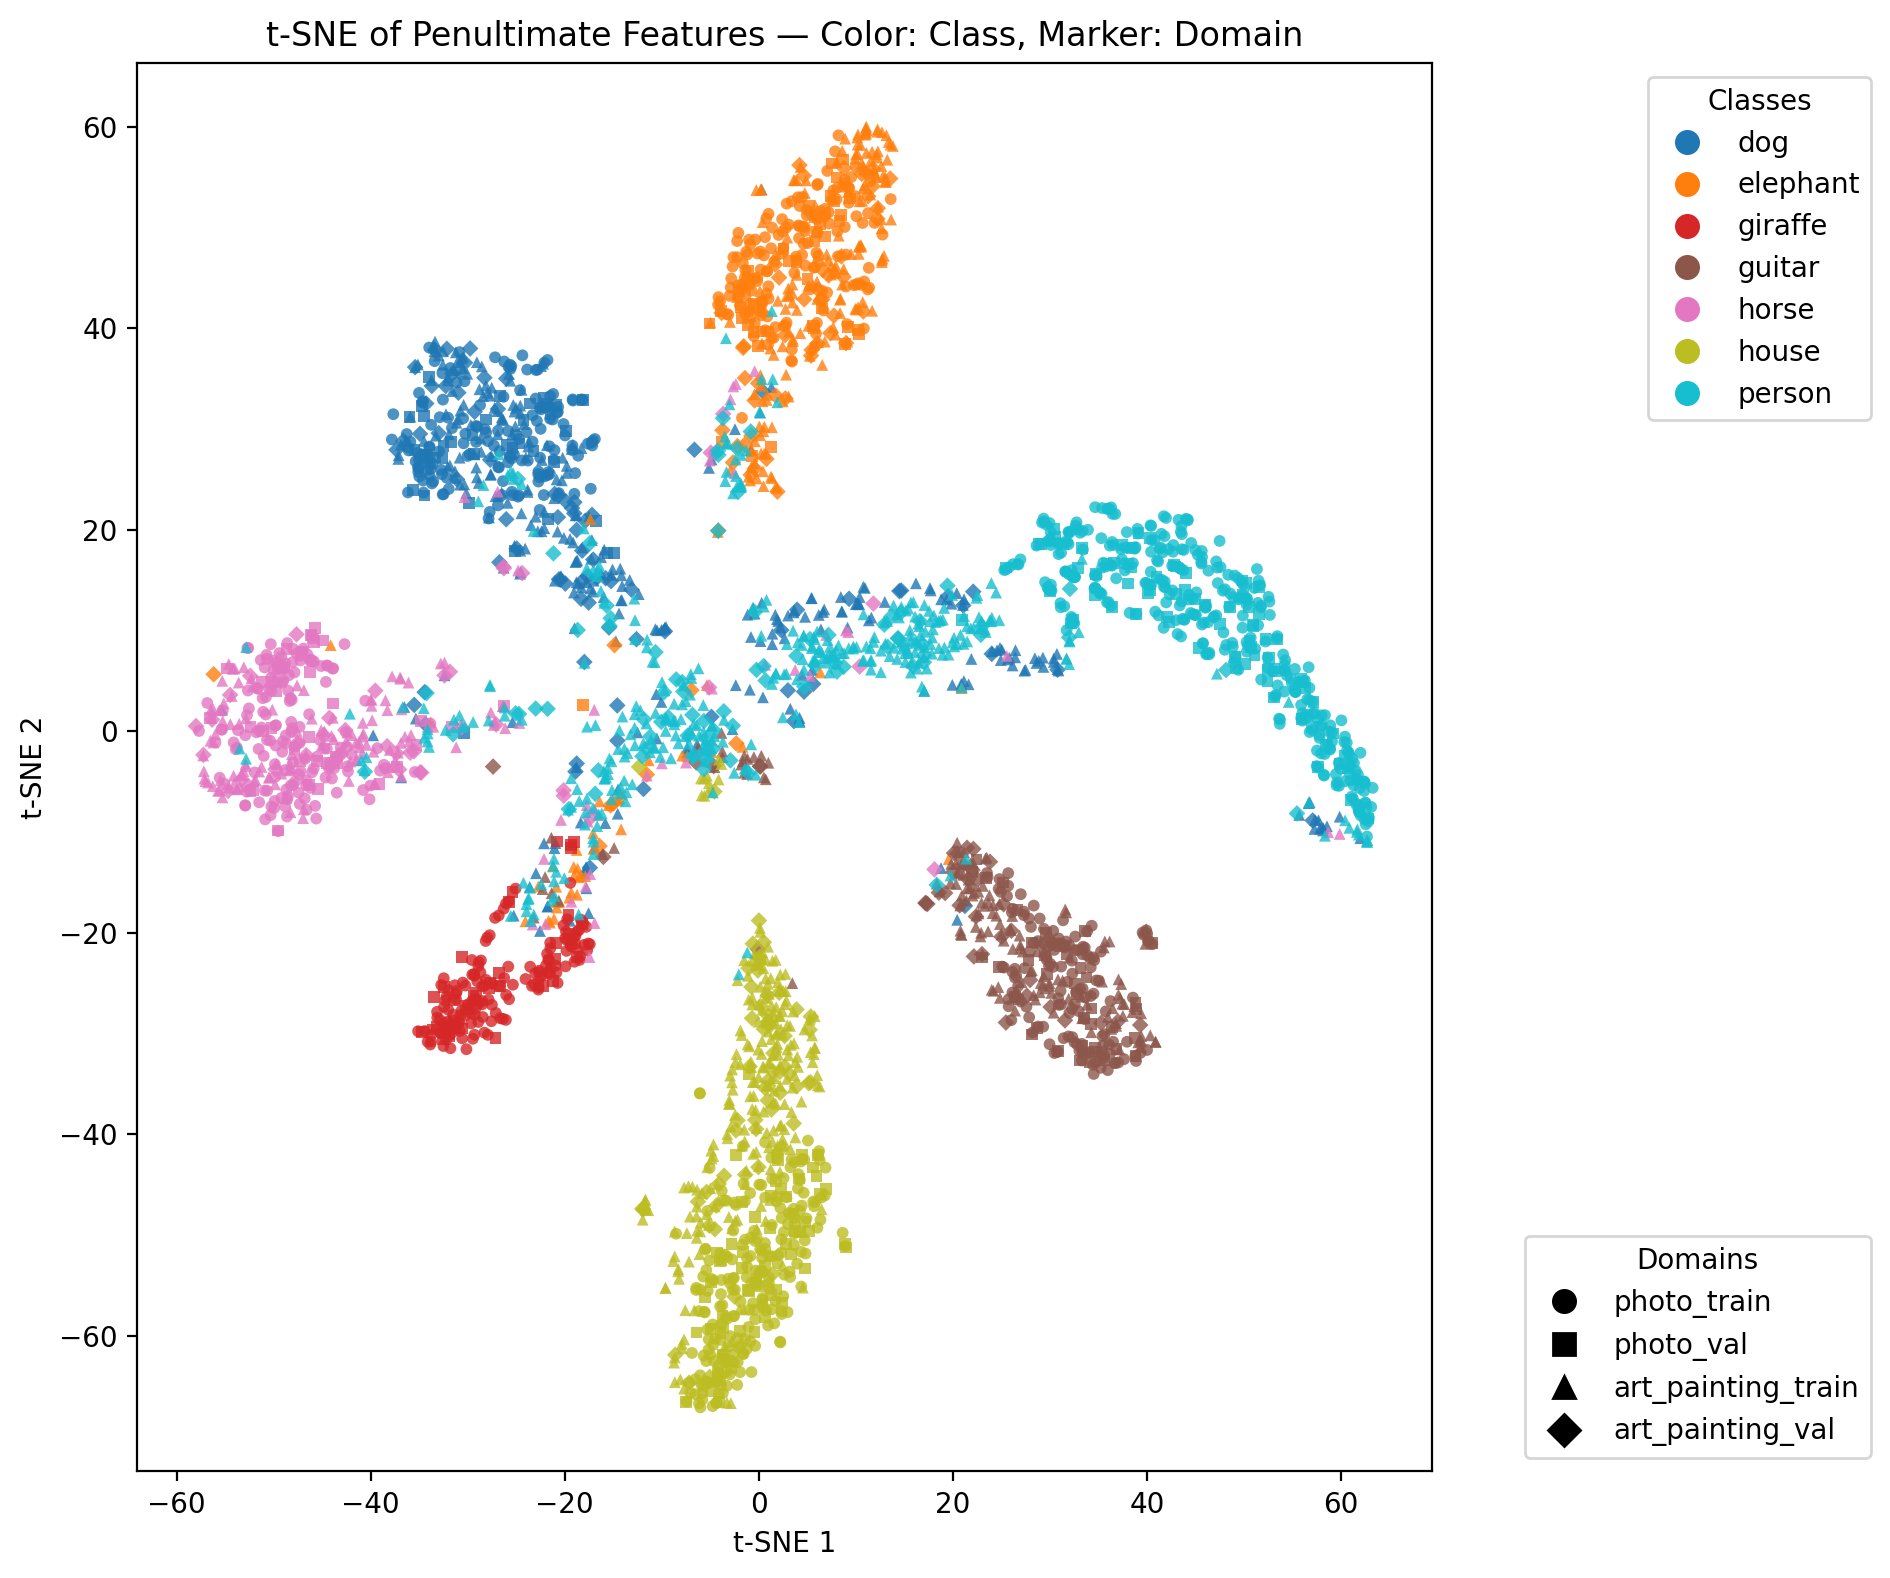 t-SNE of Penultimate Features — Color: Class, Marker: Domain
Classes
dog
elephant
giraffe
guitar
horse
house
person
Domains
photo_train
photo_val
art_painting_train
art_painting_val
t-SNE 2
60
40
20
0
−20
−40
−60
−60
−40
−20
0
20
40
60
t-SNE 1